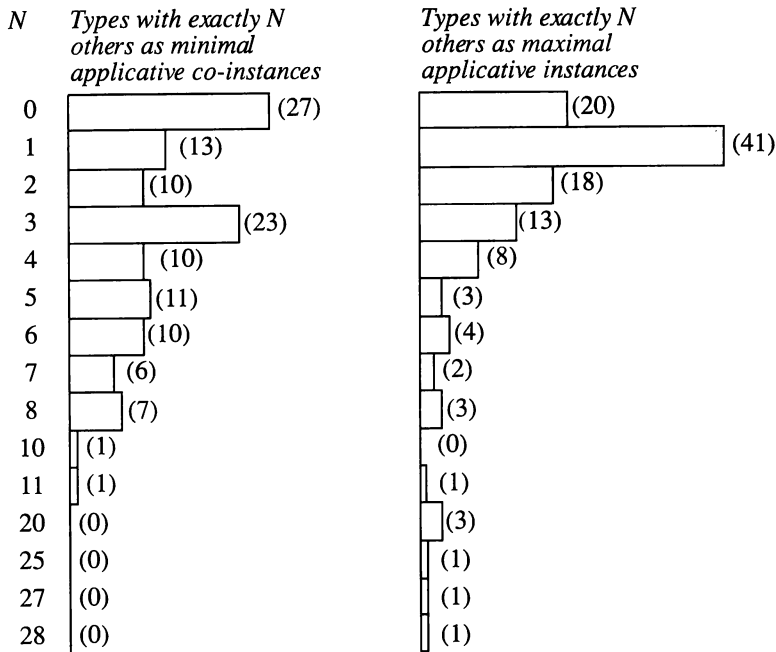 N Types with exactly N Types with exactly N
others as minimal others as maximal
applicative co-instances applicative instances
0 (27) (20)
1 (13) (41)
2 (10) (18)
3 (23) (13)
4 (10) (8)
5 (11) (3)
6 (10) (4)
7 (6) (2)
8 (7) (3)
10 (1) (0)
11 (1) (1)
20 (0) (3)
25 (0) (1)
27 (0) (1)
28 (0) (1)